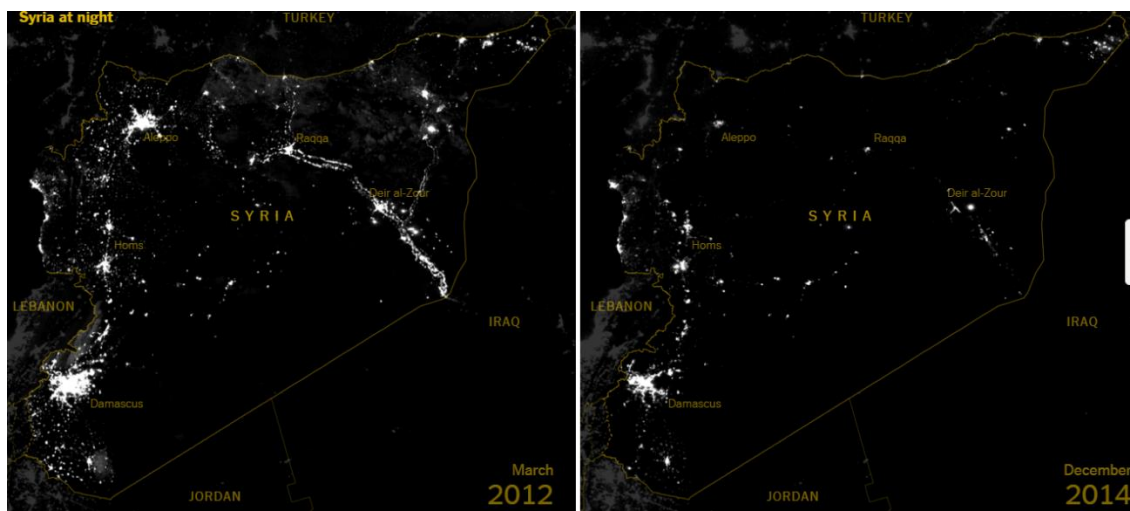 Syria at night
TURKEY
Aleppo
Raqqa
Deir al-Zour
SYRIA
Homs
LEBANON
IRAQ
Damascus
JORDAN
March
2012
TURKEY
Aleppo
Raqqa
Deir al-Zour
SYRIA
Homs
LEBANON
IRAQ
Damascus
JORDAN
December
2014